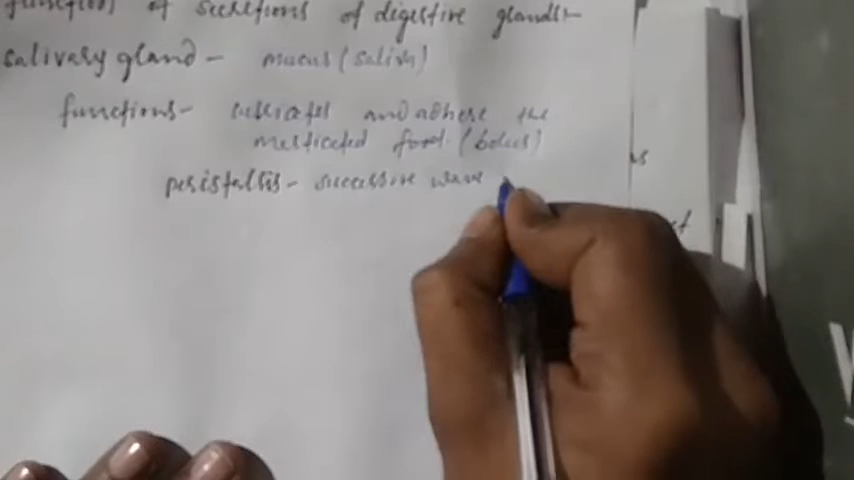 function of secretions of digestive glands:-
salivary gland - mucus (saliva)
functions- lubricates and adhere the
masticated food. (bolus)
peristalsis- successive wave